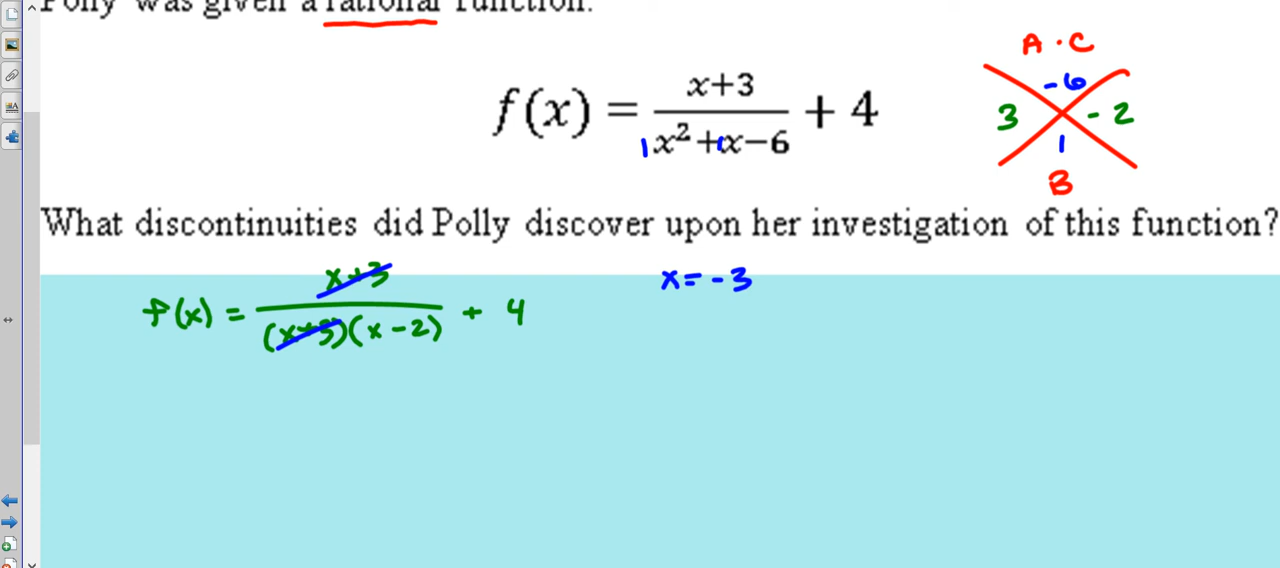 Polly was given a rational function.
A · C
-6
f(x) = x+3 / 1x²+1x−6 + 4
3 -2
1
B
What discontinuities did Polly discover upon her investigation of this function?
x = -3
f(x) = x+3 / (x+3)(x-2) + 4